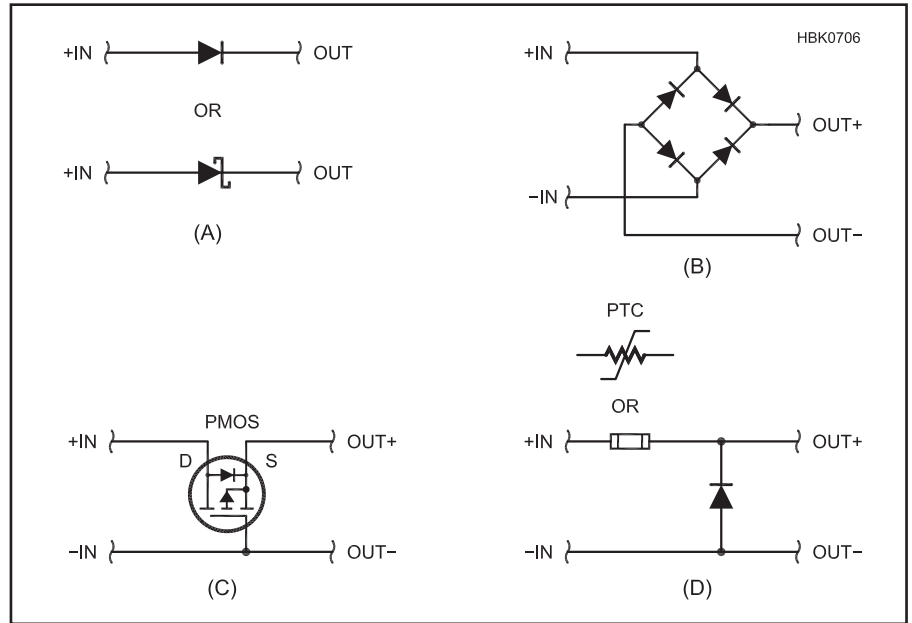 HBK0706
+IN
OUT
OR
+IN
OUT
(A)
+IN
OUT+
−IN
OUT−
(B)
PMOS
+IN
D
S
OUT+
−IN
OUT−
(C)
PTC
OR
+IN
OUT+
−IN
OUT−
(D)